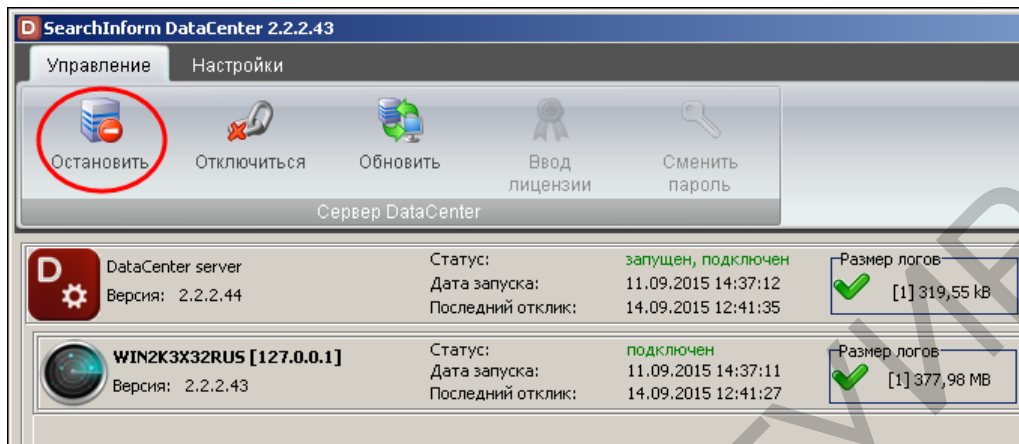 SearchInform DataCenter 2.2.2.43
Управление Настройки
Остановить Отключиться Обновить Ввод лицензии Сменить пароль
Сервер DataCenter
DataCenter server
Версия: 2.2.2.44
Статус: запущен, подключен
Дата запуска: 11.09.2015 14:37:12
Последний отклик: 14.09.2015 12:41:35
Размер логов
[1] 319,55 kB
WIN2K3X32RUS [127.0.0.1]
Версия: 2.2.2.43
Статус: подключен
Дата запуска: 11.09.2015 14:37:11
Последний отклик: 14.09.2015 12:41:27
Размер логов
[1] 377,98 MB